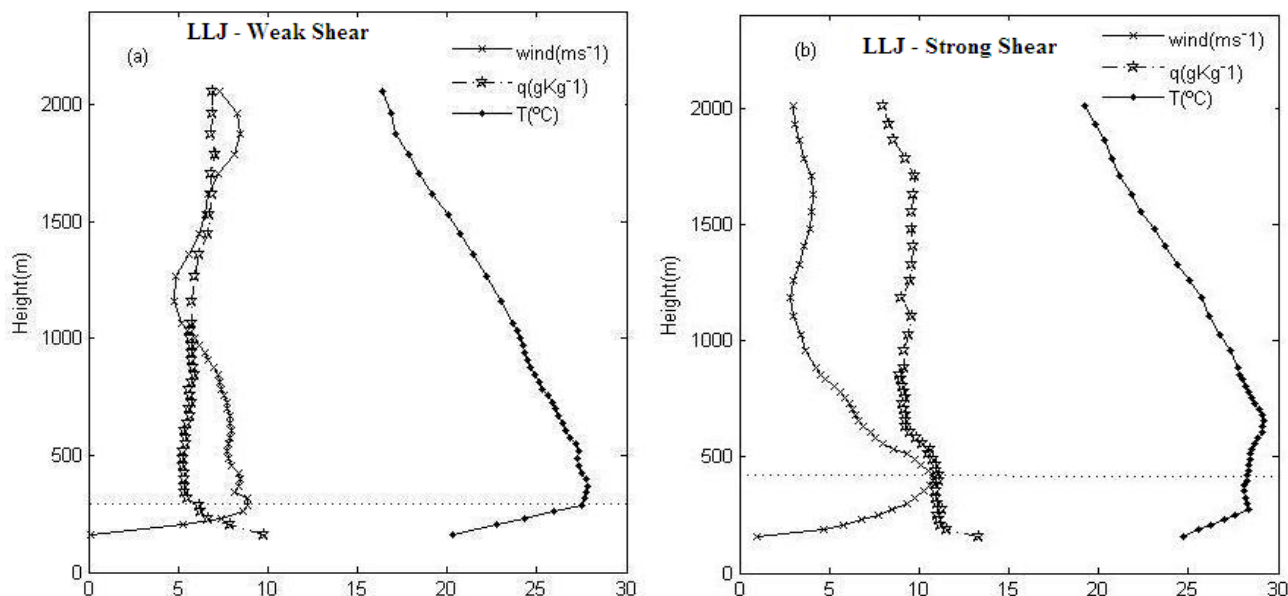 LLJ - Weak Shear
(a)
wind(ms⁻¹)
q(gKg⁻¹)
T(ºC)
Height(m)
2000
1500
1000
500
0
0 5 10 15 20 25 30
LLJ - Strong Shear
(b)
wind(ms⁻¹)
q(gKg⁻¹)
T(ºC)
Height(m)
2000
1500
1000
500
0
0 5 10 15 20 25 30